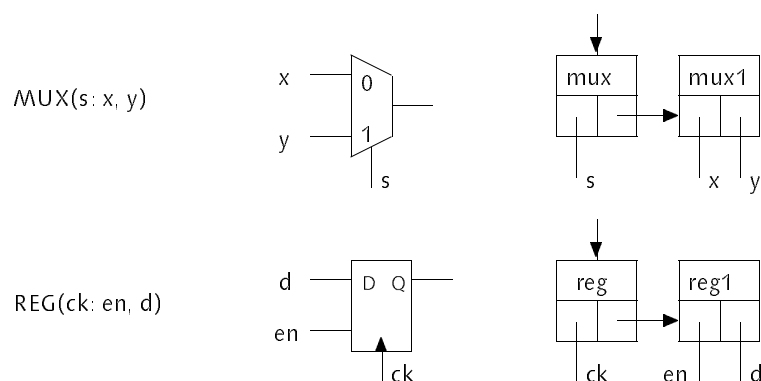 MUX(s: x, y)
x
0
y
1
s
mux
mux1
s
x
y
REG(ck: en, d)
d
D
Q
en
ck
reg
reg1
ck
en
d